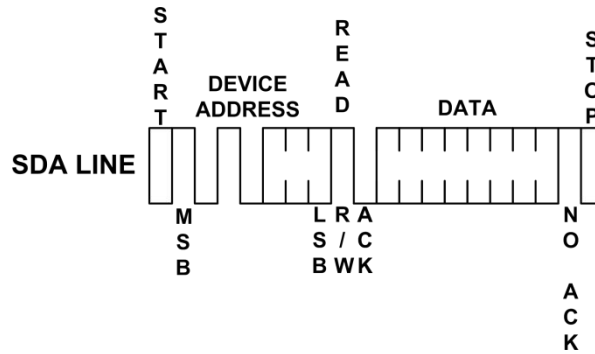 START
DEVICE
ADDRESS
READ
DATA
STOP
SDA LINE
MSB
LSB
R/W
ACK
NO ACK